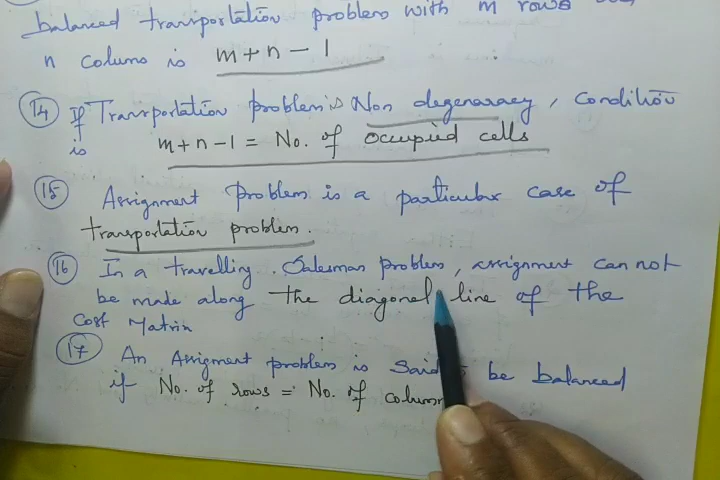 balanced transportation problem with m rows
n colums is m+n-1
14 If Transportation problem is Non degeneracy, Condition
is m+n-1 = No. of occupied cells
15 Assignment Problem is a particular case of
transportation problem.
16 In a travelling Salesman problem, assignment can not
be made along the diagonal line of the
Cost Matrix
17 An Assignment problem is Said be balanced
if No. of rows = No. of column